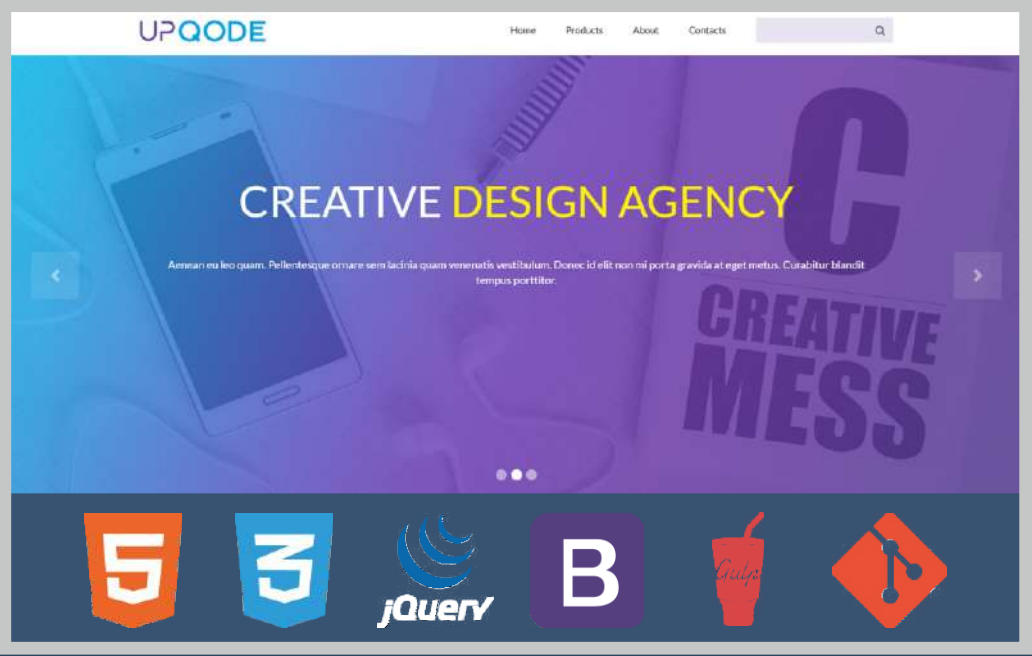 UPQODE
Home Products About Contacts
CREATIVE DESIGN AGENCY
Aenean eu leo quam. Pellentesque ornare sem lacinia quam venenatis vestibulum. Donec id elit non mi porta gravida at eget metus. Curabitur blandit
tempus porttitor.
C
CREATIVE
MESS
5 3 jQuery B Gulp